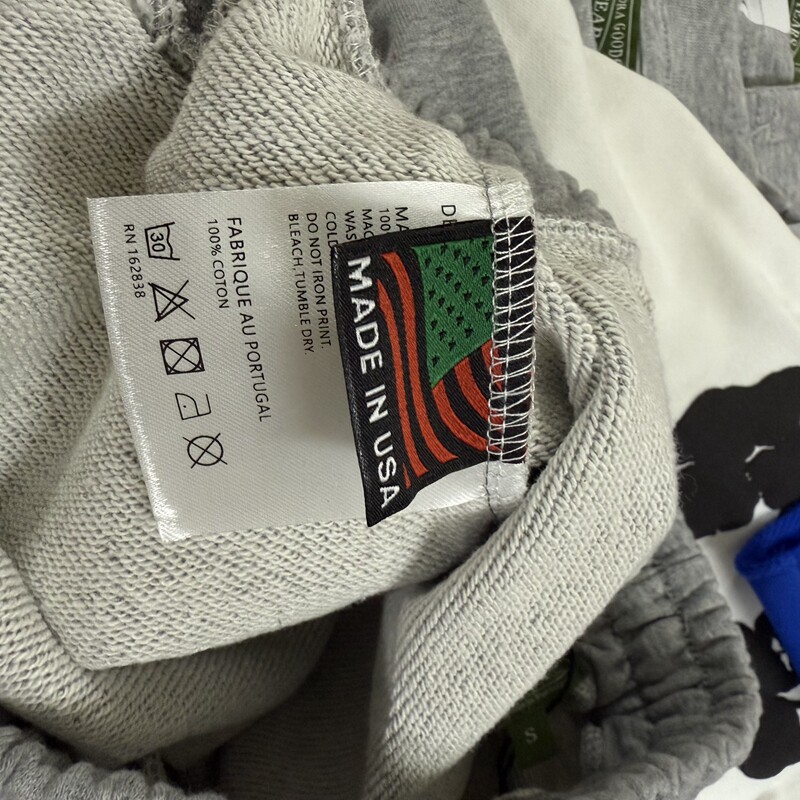 MADE IN USA
DE
MA
100
MAC
WAS
COLD
DO NOT IRON PRINT.
BLEACH,TUMBLE DRY.
FABRIQUE AU PORTUGAL
100% COTON
30
RN 162838
S